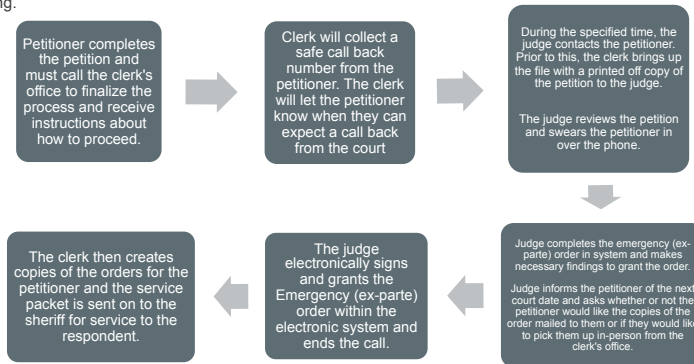 ng.
Petitioner completes
the petition and
must call the clerk's
office to finalize the
process and receive
instructions about
how to proceed.
Clerk will collect a
safe call back
number from the
petitioner. The clerk
will let the petitioner
know when they can
expect a call back
from the court
During the specified time, the
judge contacts the petitioner.
Prior to this, the clerk brings up
the file with a printed off copy of
the petition to the judge.
The judge reviews the petition
and swears the petitioner in
over the phone.
Judge completes the emergency (ex-
parte) order in system and makes
necessary findings to grant the order.
Judge informs the petitioner of the next
court date and asks whether or not the
petitioner would like the copies of the
order mailed to them or if they would like
to pick them up in-person from the
clerk's office.
The judge
electronically signs
and grants the
Emergency (ex-parte)
order within the
electronic system and
ends the call.
The clerk then creates
copies of the orders for the
petitioner and the service
packet is sent on to the
sheriff for service to the
respondent.